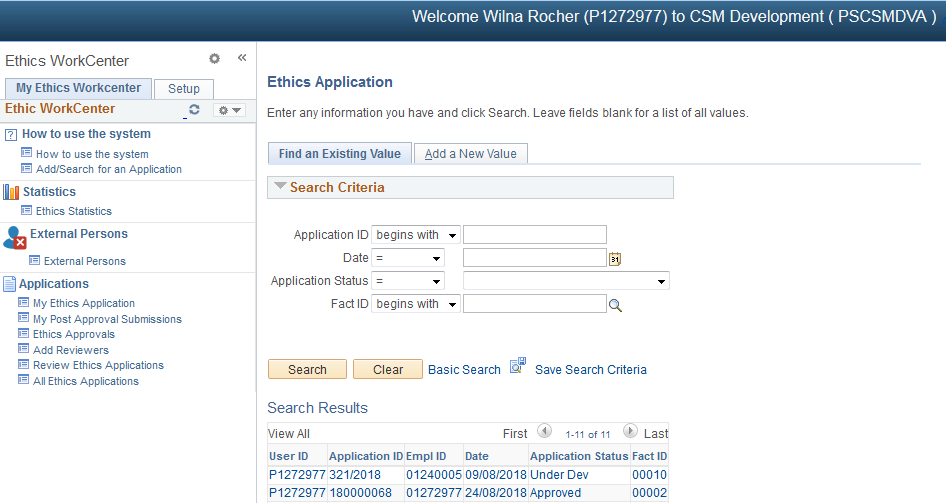 Welcome Wilna Rocher (P1272977) to CSM Development ( PSCSMDVA )
Ethics WorkCenter
«
My Ethics Workcenter
Setup
Ethic WorkCenter
? How to use the system
How to use the system
Add/Search for an Application
Statistics
Ethics Statistics
External Persons
External Persons
Applications
My Ethics Application
My Post Approval Submissions
Ethics Approvals
Add Reviewers
Review Ethics Applications
All Ethics Applications
Ethics Application
Enter any information you have and click Search. Leave fields blank for a list of all values.
Find an Existing Value
Add a New Value
Search Criteria
Application ID begins with
Date = 31
Application Status =
Fact ID begins with
Search Clear Basic Search Save Search Criteria
Search Results
View All First 1-11 of 11 Last
User ID Application ID Empl ID Date Application Status Fact ID
P1272977 321/2018 01240005 09/08/2018 Under Dev 00010
P1272977 180000068 01272977 24/08/2018 Approved 00002